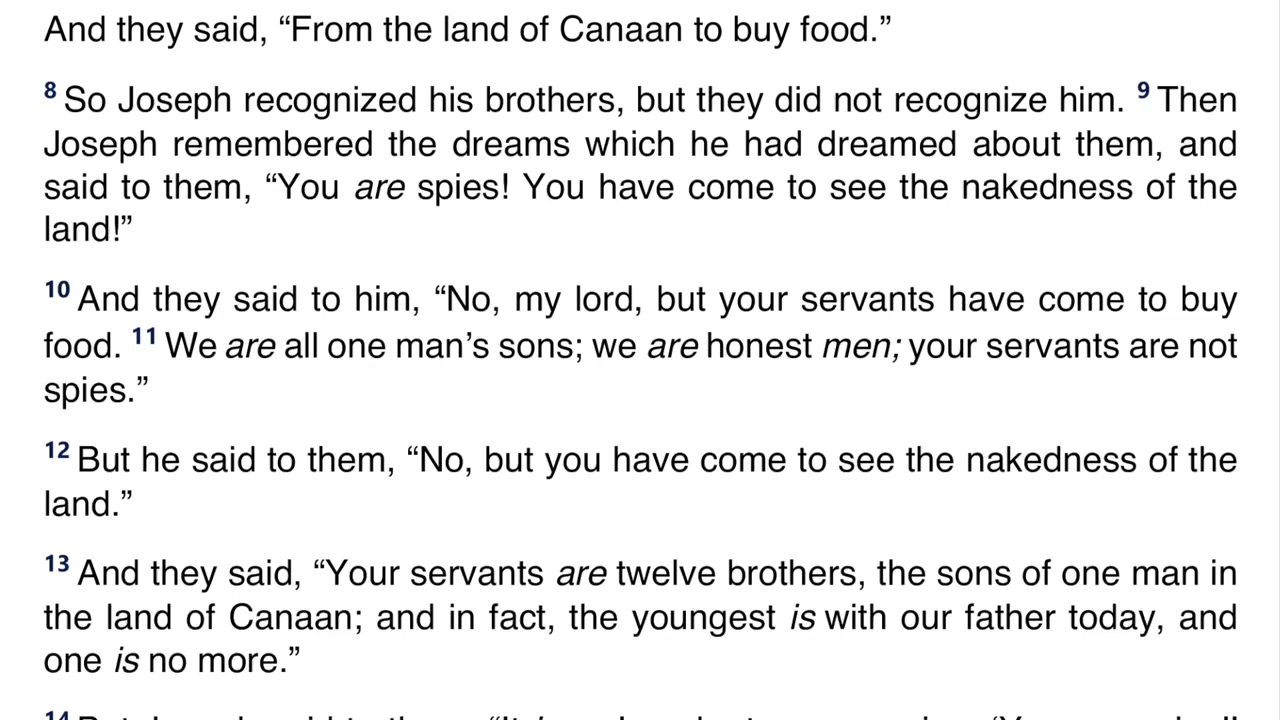 And they said, “From the land of Canaan to buy food.”
8 So Joseph recognized his brothers, but they did not recognize him. 9 Then
Joseph remembered the dreams which he had dreamed about them, and
said to them, “You are spies! You have come to see the nakedness of the
land!”
10 And they said to him, “No, my lord, but your servants have come to buy
food. 11 We are all one man’s sons; we are honest men; your servants are not
spies.”
12 But he said to them, “No, but you have come to see the nakedness of the
land.”
13 And they said, “Your servants are twelve brothers, the sons of one man in
the land of Canaan; and in fact, the youngest is with our father today, and
one is no more.”
14